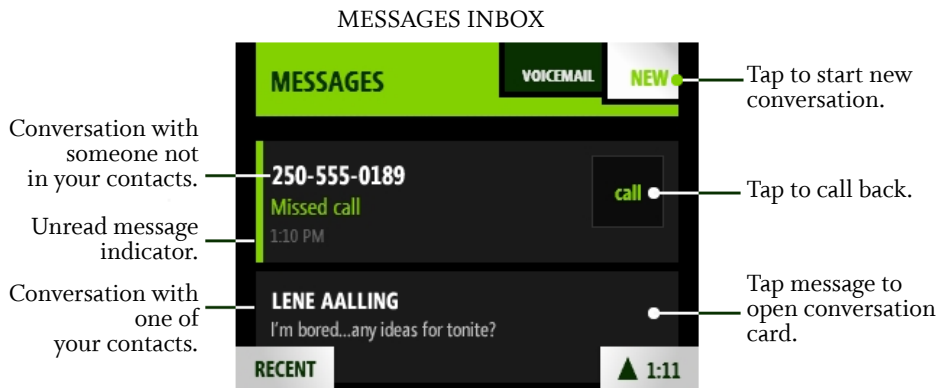 MESSAGES INBOX
MESSAGES
VOICEMAIL
NEW
Tap to start new
conversation.
Conversation with
someone not
in your contacts.
250-555-0189
Missed call
1:10 PM
call
Tap to call back.
Unread message
indicator.
Conversation with
one of
your contacts.
LENE AALLING
I'm bored...any ideas for tonite?
Tap message to
open conversation
card.
RECENT
1:11